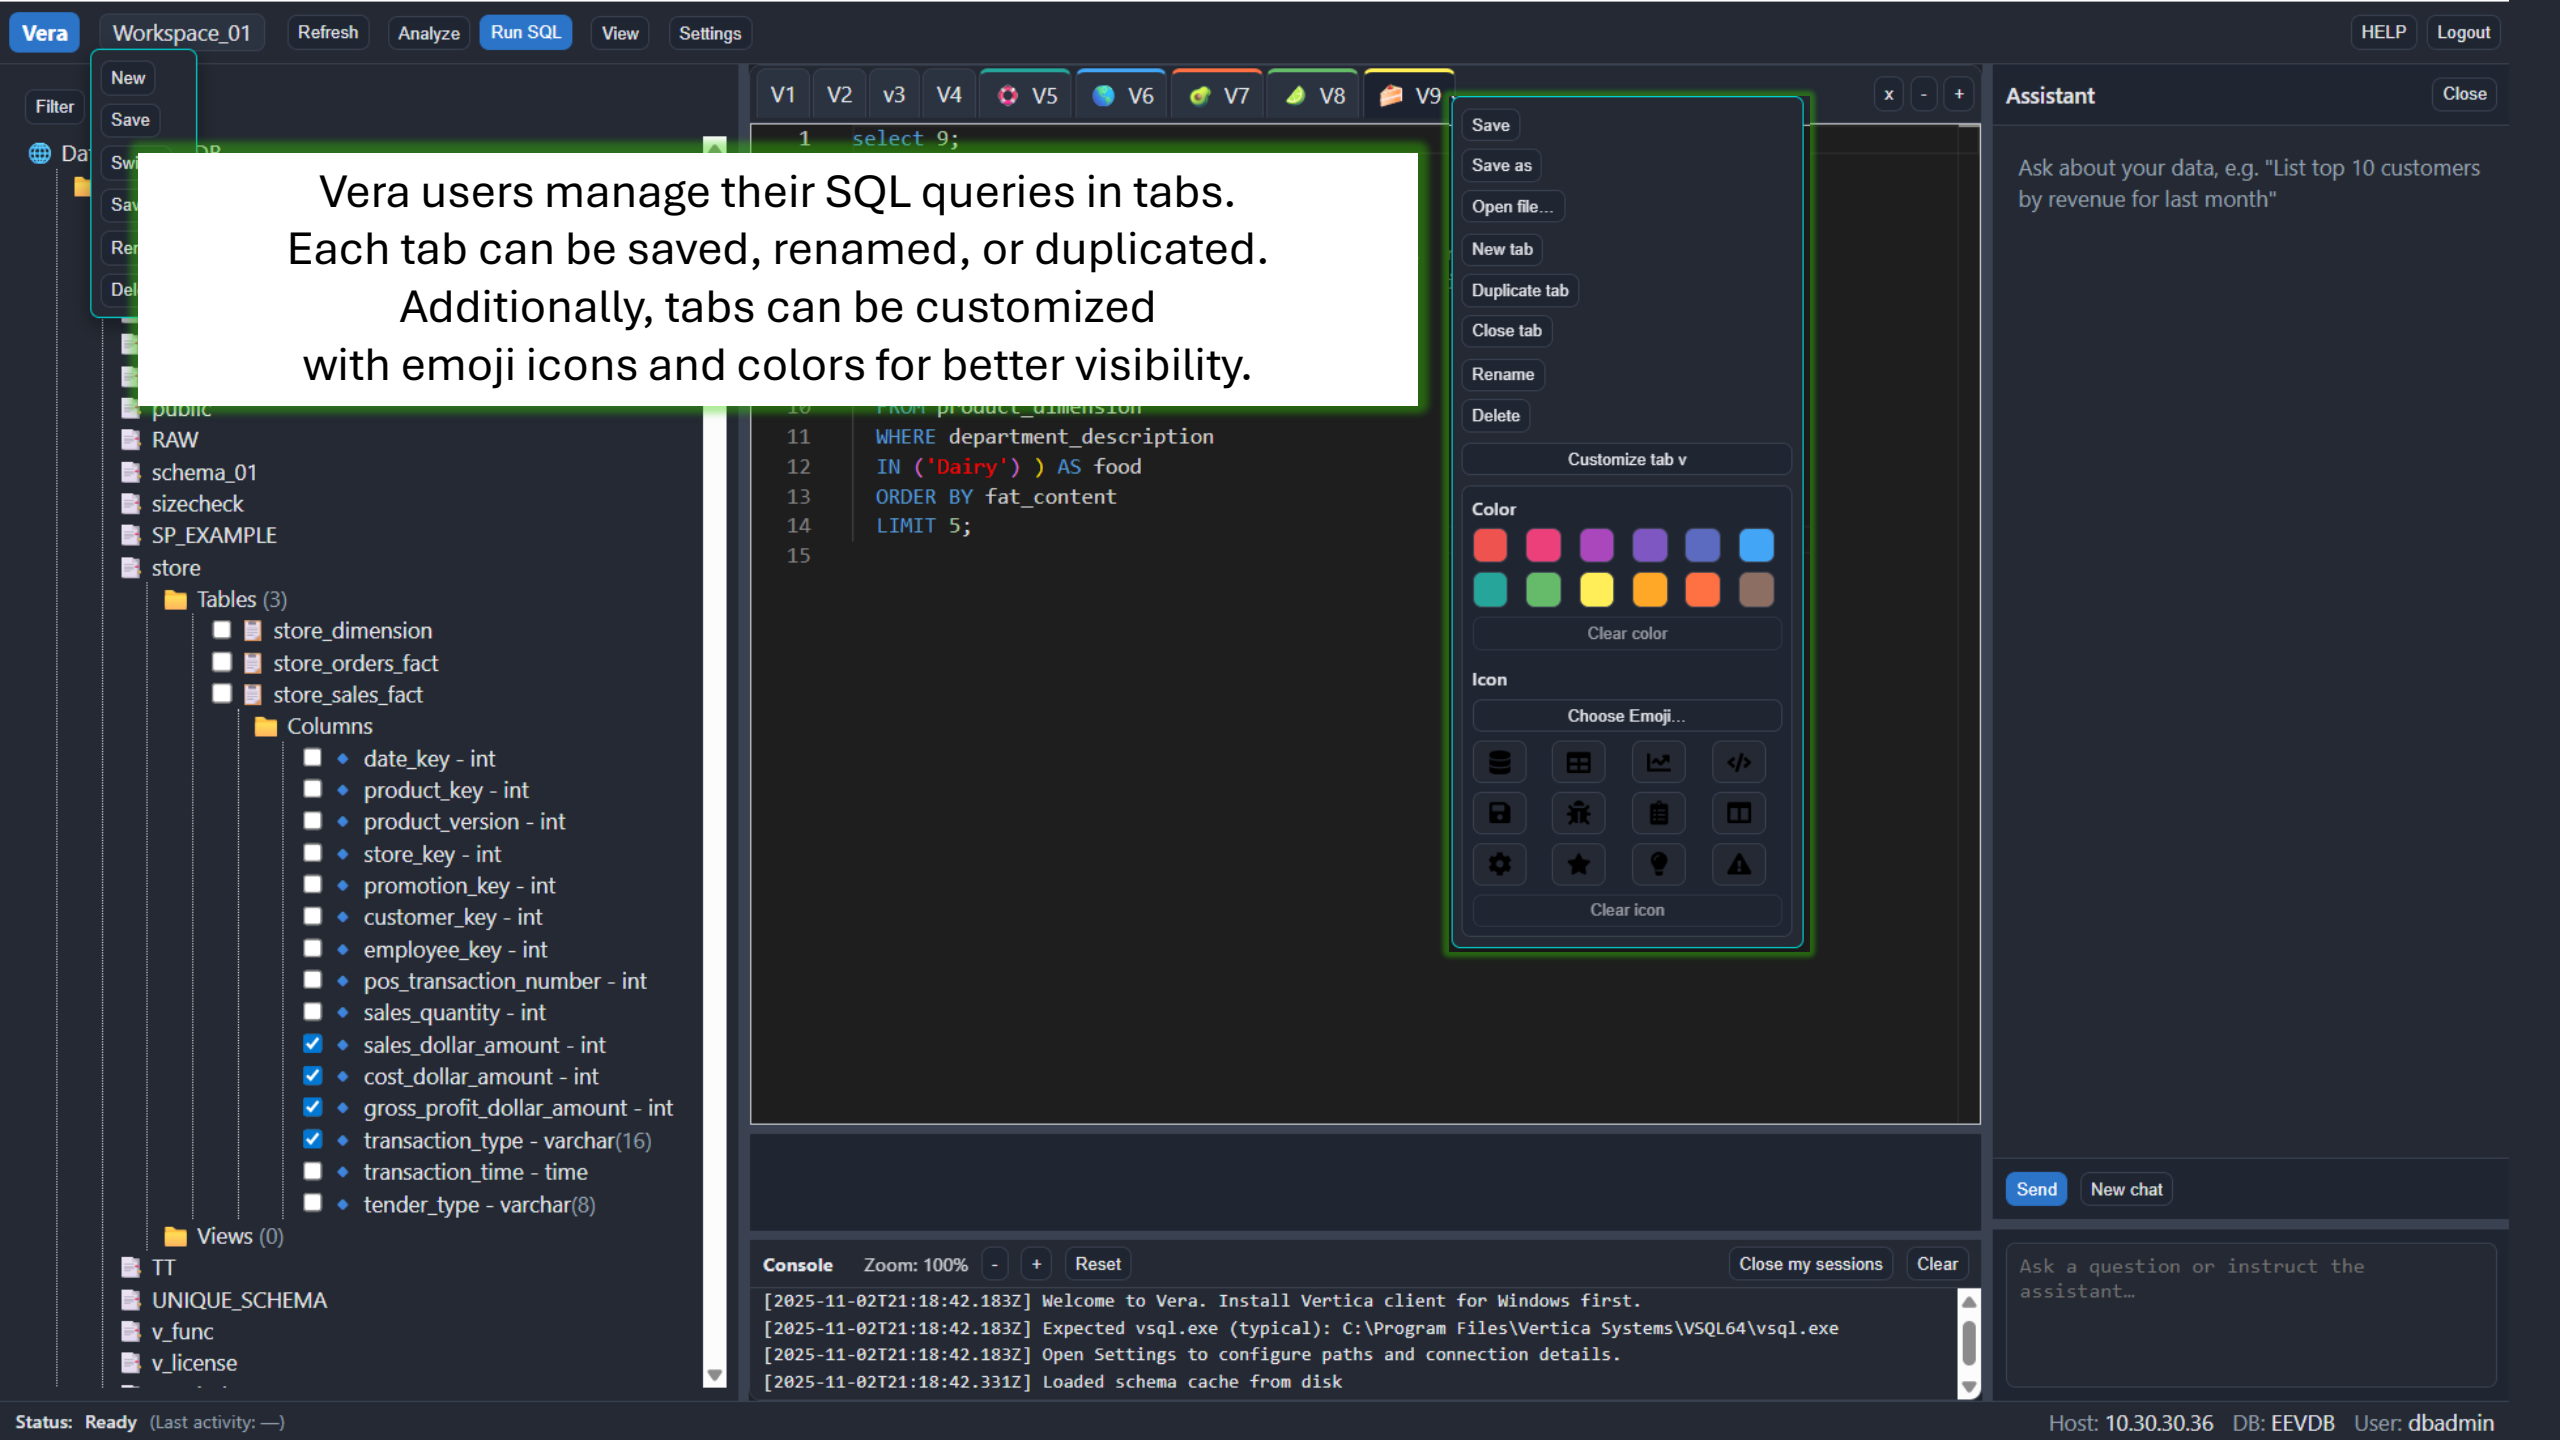 Vera Workspace_01 Refresh Analyze Run SQL View Settings HELP Logout
New
Save
Filter
V1 V2 v3 V4 V5 V6 V7 V8 V9 x - +
Vera users manage their SQL queries in tabs.
Each tab can be saved, renamed, or duplicated.
Additionally, tabs can be customized
with emoji icons and colors for better visibility.
public
RAW
schema_01
sizecheck
SP_EXAMPLE
store
Tables (3)
store_dimension
store_orders_fact
store_sales_fact
Columns
date_key - int
product_key - int
product_version - int
store_key - int
promotion_key - int
customer_key - int
employee_key - int
pos_transaction_number - int
sales_quantity - int
sales_dollar_amount - int
cost_dollar_amount - int
gross_profit_dollar_amount - int
transaction_type - varchar(16)
transaction_time - time
tender_type - varchar(8)
Views (0)
TT
UNIQUE_SCHEMA
v_func
v_license
1 select 9;
10 FROM product_dimension
11 WHERE department_description
12 IN ('Dairy') ) AS food
13 ORDER BY fat_content
14 LIMIT 5;
15
Save
Save as
Open file...
New tab
Duplicate tab
Close tab
Rename
Delete
Customize tab v
Color
Clear color
Icon
Choose Emoji...
Clear icon
Assistant Close
Ask about your data, e.g. "List top 10 customers
by revenue for last month"
Send New chat
Ask a question or instruct the
assistant…
Console Zoom: 100% - + Reset Close my sessions Clear
[2025-11-02T21:18:42.183Z] Welcome to Vera. Install Vertica client for Windows first.
[2025-11-02T21:18:42.183Z] Expected vsql.exe (typical): C:\Program Files\Vertica Systems\VSQL64\vsql.exe
[2025-11-02T21:18:42.183Z] Open Settings to configure paths and connection details.
[2025-11-02T21:18:42.331Z] Loaded schema cache from disk
Status: Ready (Last activity: —) Host: 10.30.30.36 DB: EEVDB User: dbadmin